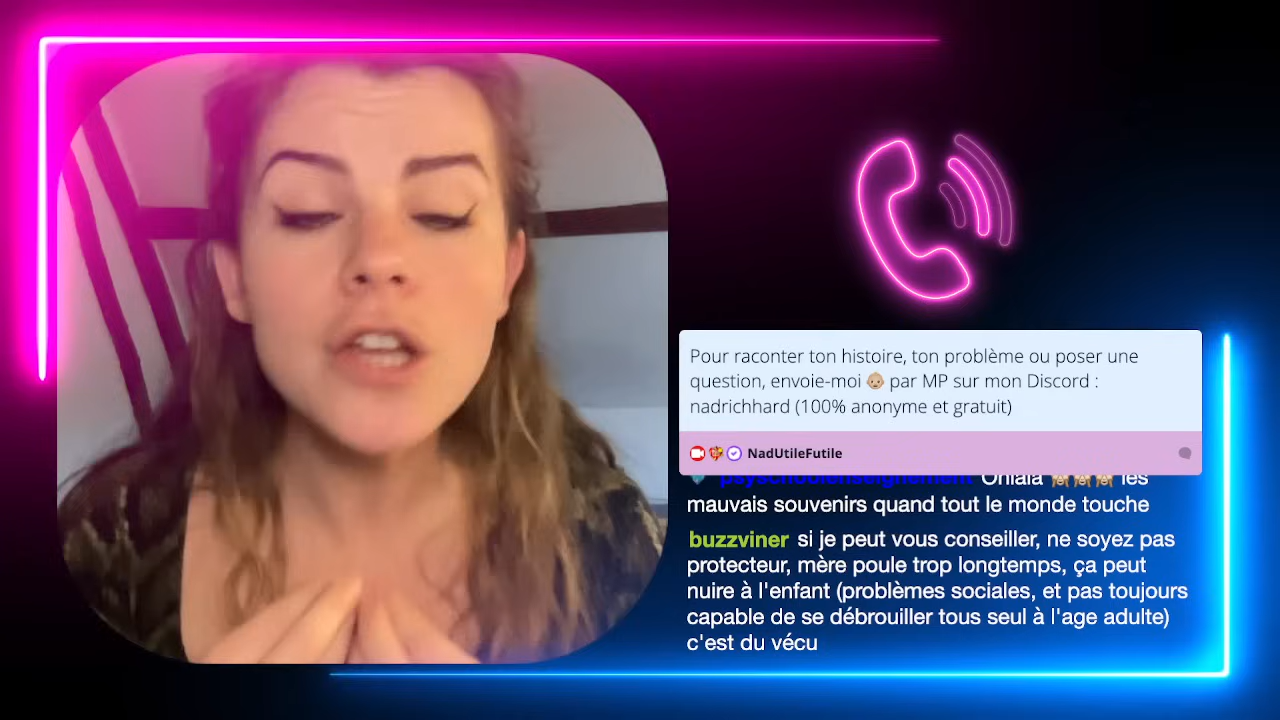 Pour raconter ton histoire, ton problème ou poser une
question, envoie-moi 👶🏼 par MP sur mon Discord :
nadrichhard (100% anonyme et gratuit)
NadUtileFutile
psyschoolenseignement Ohlala 🙈🙈🙈 les
mauvais souvenirs quand tout le monde touche
buzzviner si je peut vous conseiller, ne soyez pas
protecteur, mère poule trop longtemps, ça peut
nuire à l'enfant (problèmes sociales, et pas toujours
capable de se débrouiller tous seul à l'age adulte)
c'est du vécu